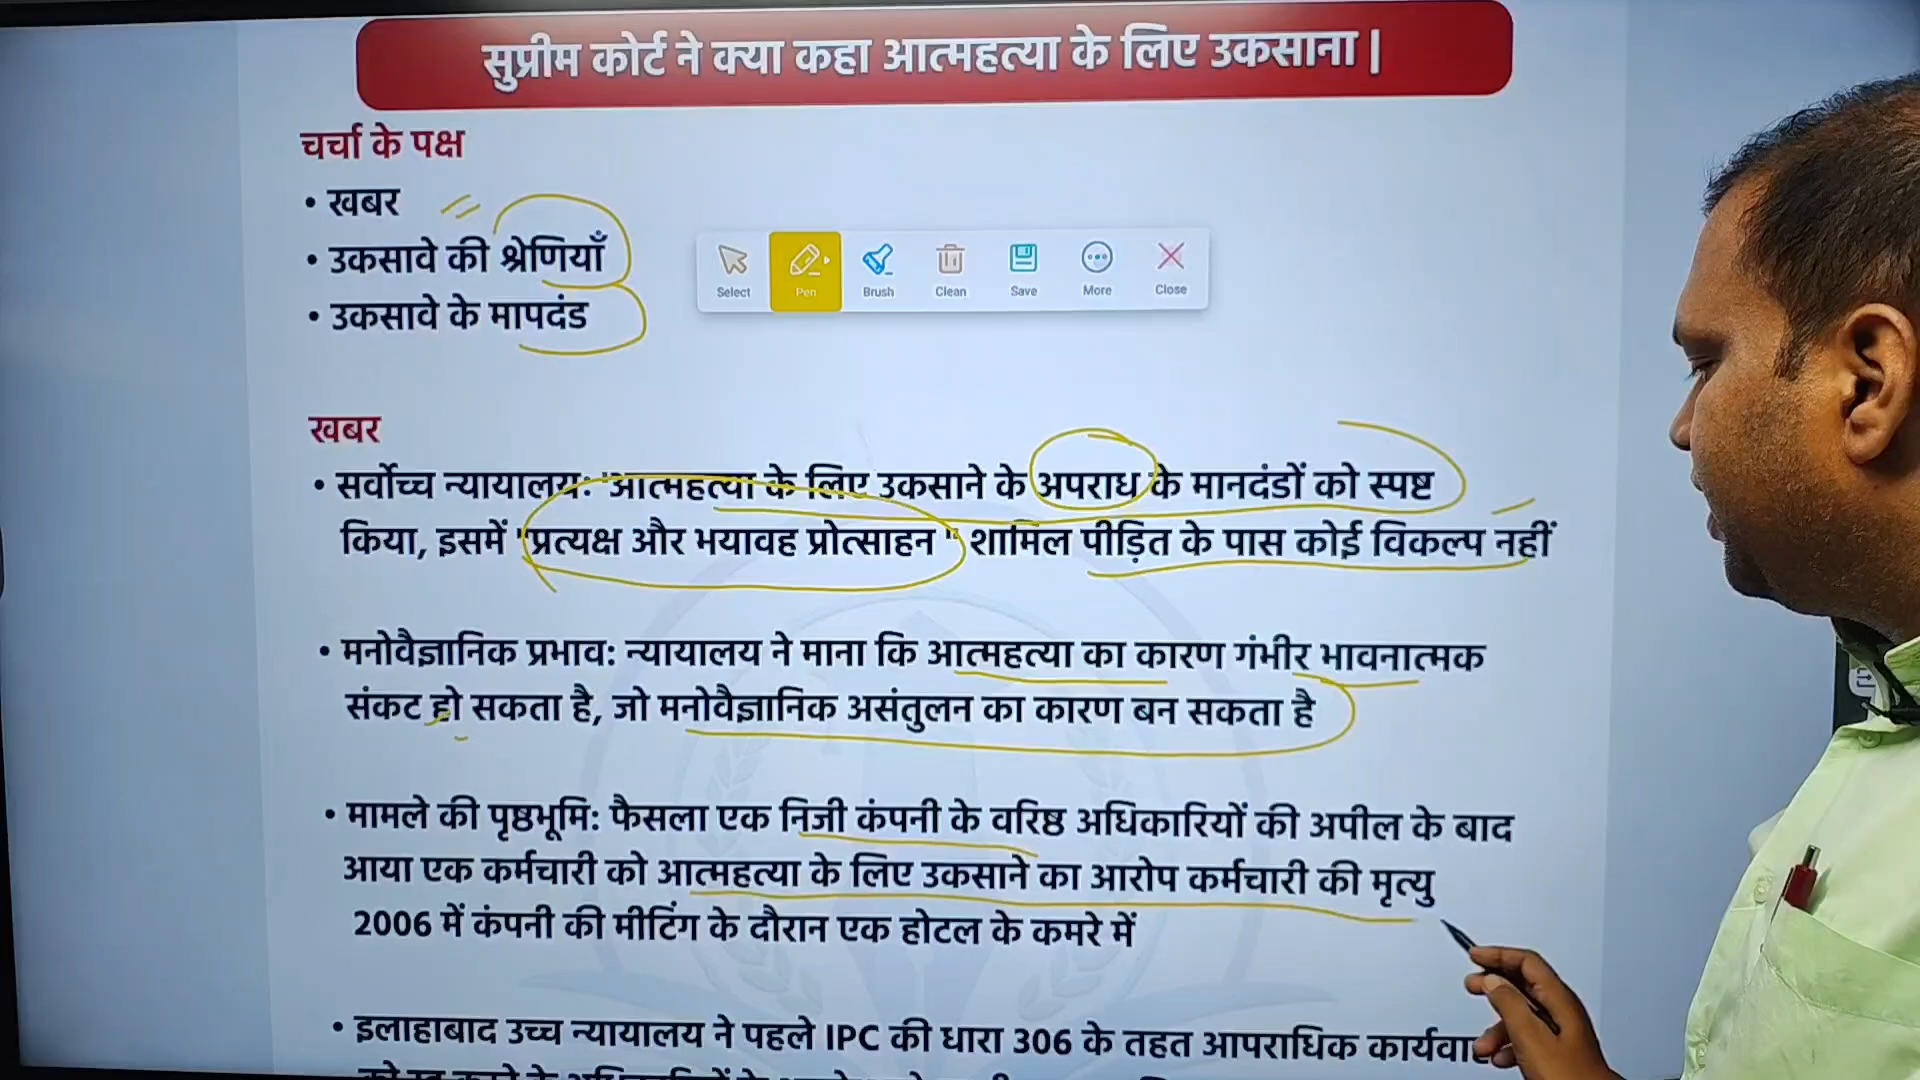 सुप्रीम कोर्ट ने क्या कहा आत्महत्या के लिए उकसाना |
चर्चा के पक्ष
• खबर
• उकसावे की श्रेणियाँ
• उकसावे के मापदंड
Select Pen Brush Clean Save More Close
खबर
• सर्वोच्च न्यायालय: "आत्महत्या के लिए उकसाने के अपराध के मानदंडों को स्पष्ट
किया, इसमें "प्रत्यक्ष और भयावह प्रोत्साहन " शामिल पीड़ित के पास कोई विकल्प नहीं
• मनोवैज्ञानिक प्रभाव: न्यायालय ने माना कि आत्महत्या का कारण गंभीर भावनात्मक
संकट हो सकता है, जो मनोवैज्ञानिक असंतुलन का कारण बन सकता है
• मामले की पृष्ठभूमि: फैसला एक निजी कंपनी के वरिष्ठ अधिकारियों की अपील के बाद
आया एक कर्मचारी को आत्महत्या के लिए उकसाने का आरोप कर्मचारी की मृत्यु
2006 में कंपनी की मीटिंग के दौरान एक होटल के कमरे में
• इलाहाबाद उच्च न्यायालय ने पहले IPC की धारा 306 के तहत आपराधिक